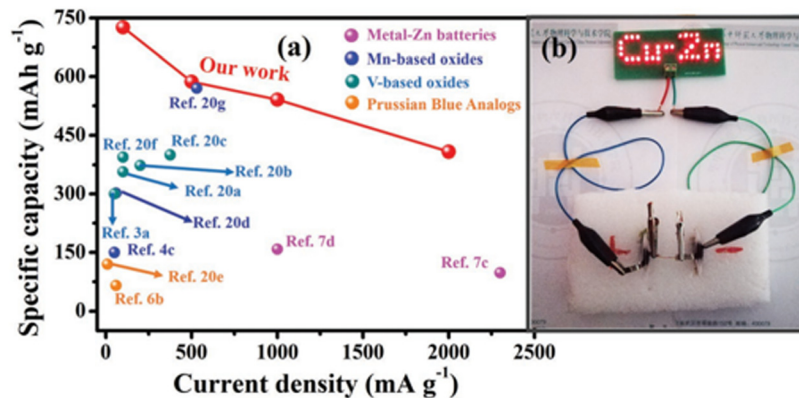 (a)
Metal-Zn batteries
Mn-based oxides
V-based oxides
Prussian Blue Analogs
Our work
Ref. 20g
Ref. 20f
Ref. 20c
Ref. 20b
Ref. 20a
Ref. 20d
Ref. 3a
Ref. 4c
Ref. 7d
Ref. 7c
Ref. 20e
Ref. 6b
750
600
450
300
150
0
0
500
1000
1500
2000
2500
Specific capacity (mAh g⁻¹)
Current density (mA g⁻¹)
(b)
Cu-Zn